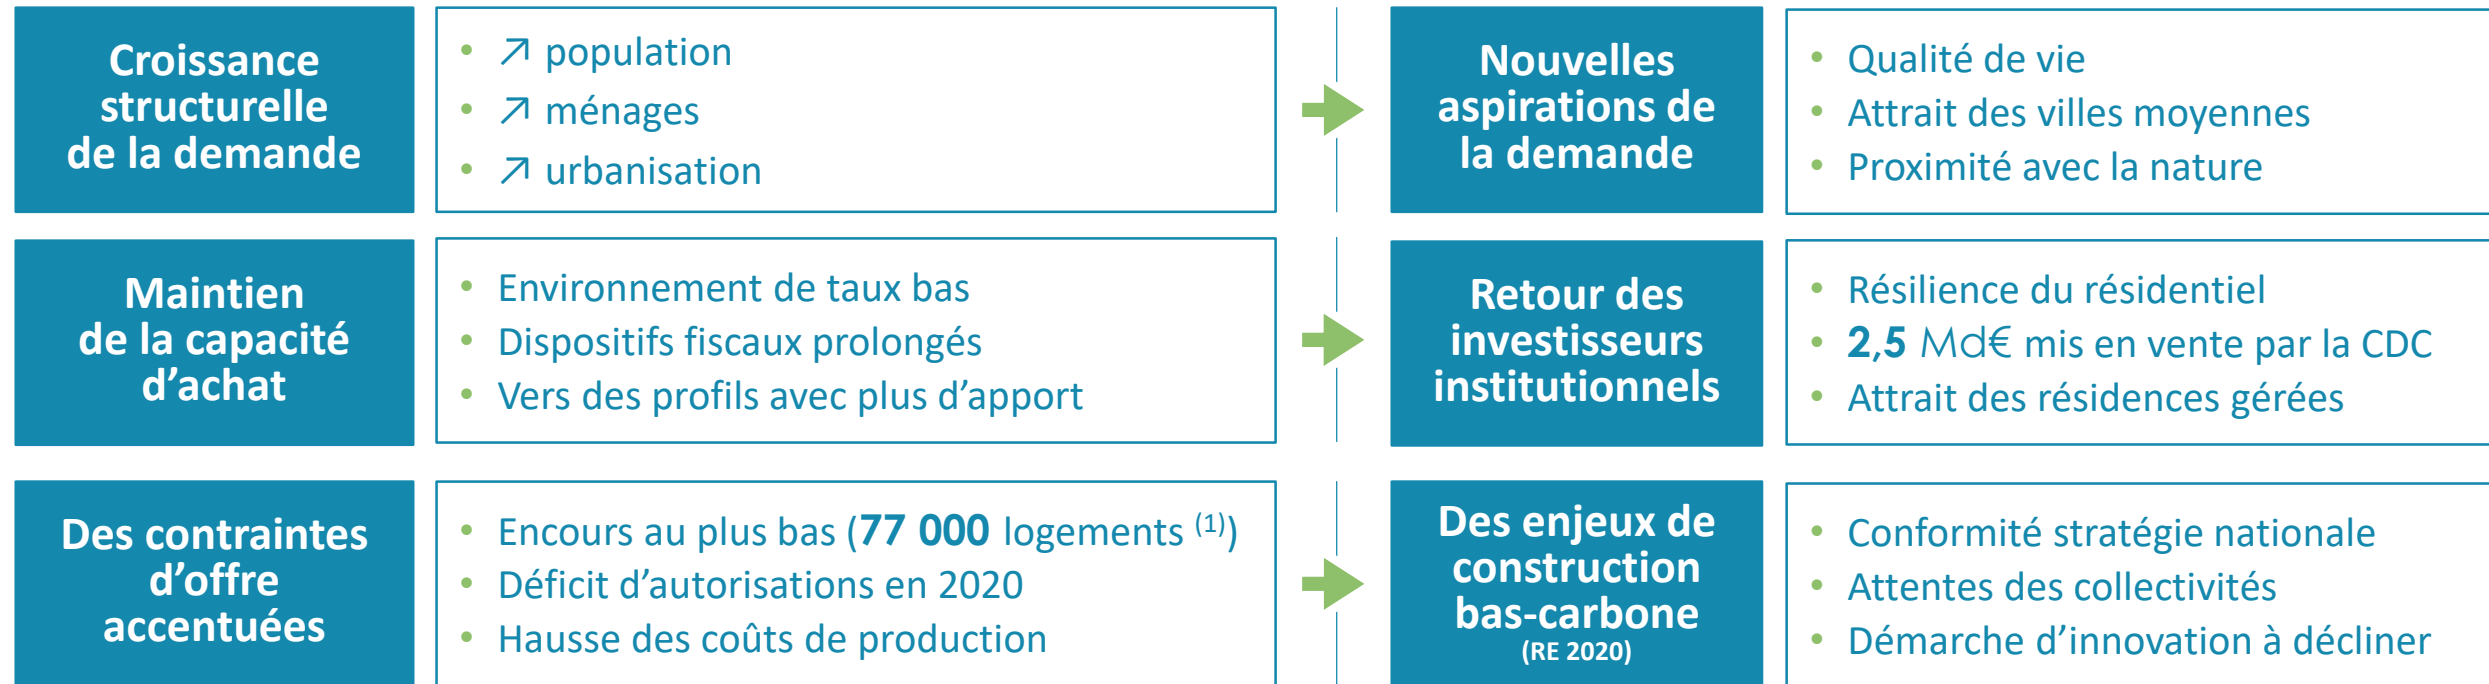 Croissance
structurelle
de la demande
• ↗ population
• ↗ ménages
• ↗ urbanisation
Nouvelles
aspirations de
la demande
• Qualité de vie
• Attrait des villes moyennes
• Proximité avec la nature
Maintien
de la capacité
d’achat
• Environnement de taux bas
• Dispositifs fiscaux prolongés
• Vers des profils avec plus d’apport
Retour des
investisseurs
institutionnels
• Résilience du résidentiel
• 2,5 Md€ mis en vente par la CDC
• Attrait des résidences gérées
Des contraintes
d’offre
accentuées
• Encours au plus bas (77 000 logements (1))
• Déficit d’autorisations en 2020
• Hausse des coûts de production
Des enjeux de
construction
bas-carbone
(RE 2020)
• Conformité stratégie nationale
• Attentes des collectivités
• Démarche d’innovation à décliner